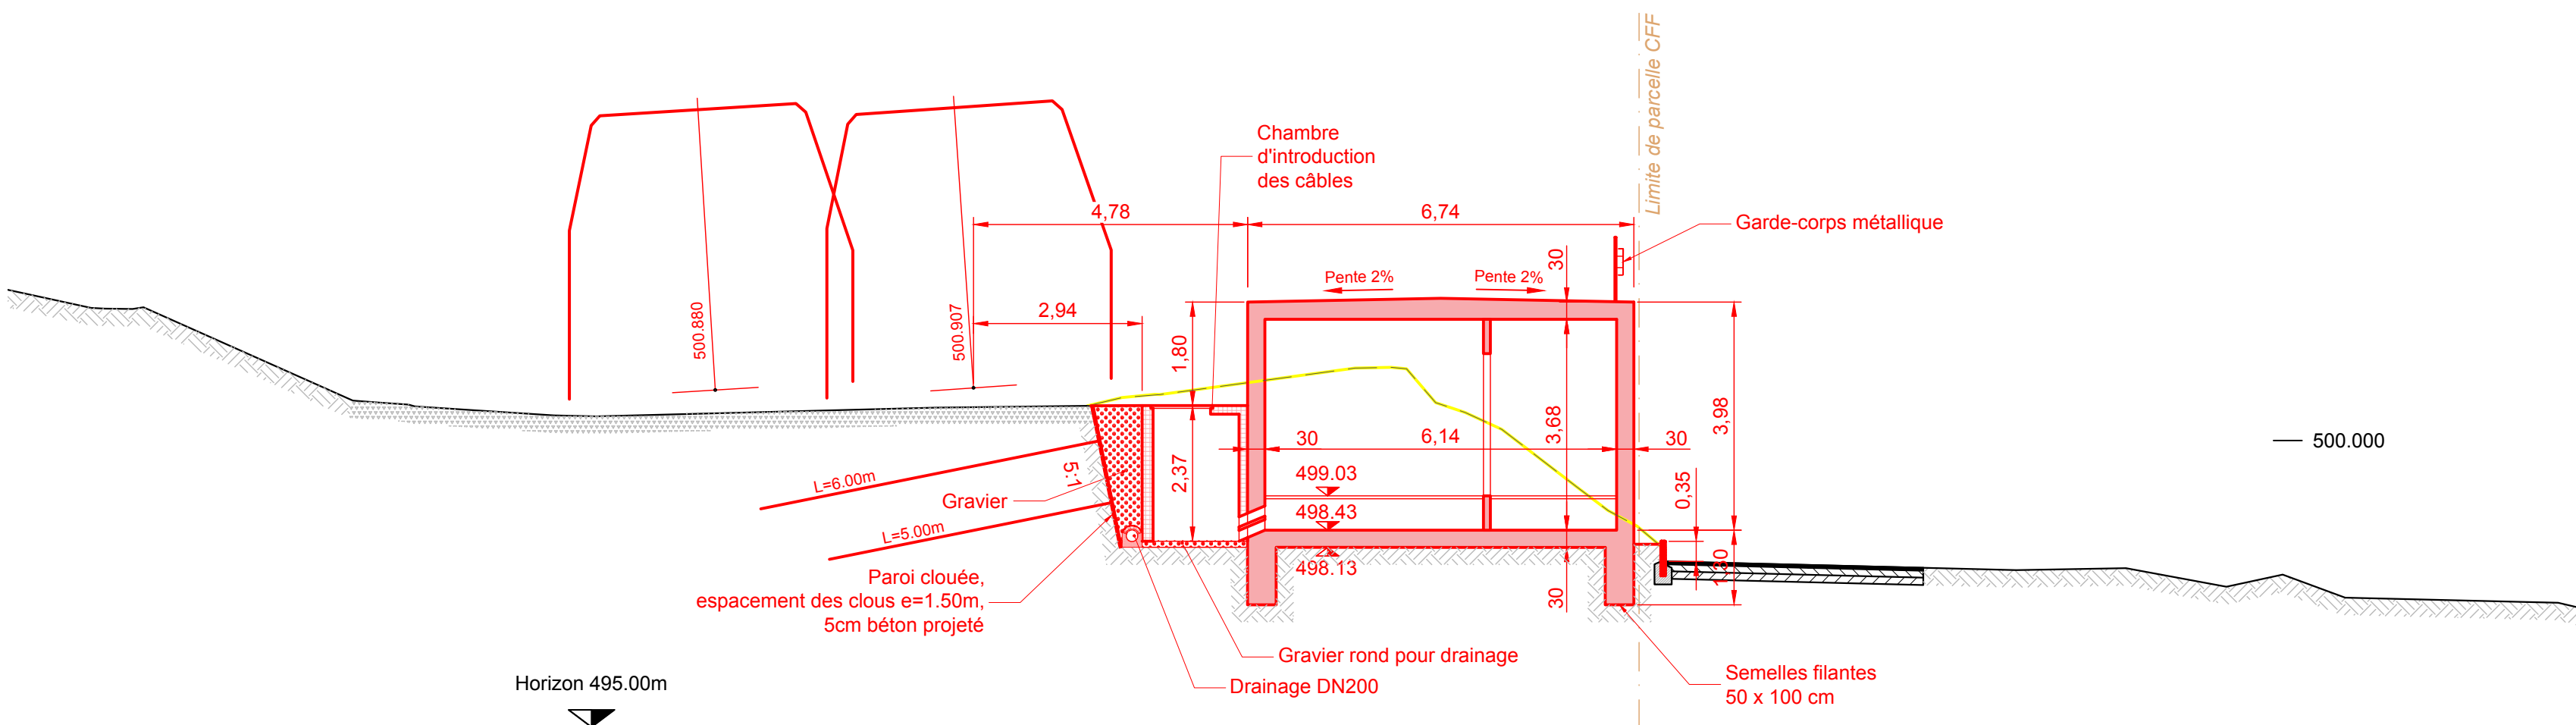 Limite de parcelle CFF
Chambre
d'introduction
des câbles
4,78
6,74
Garde-corps métallique
30
Pente 2%
Pente 2%
500.880
500.907
2,94
1,80
3,68
3,98
30
6,14
30
500.000
L=6.00m
5:1
2,37
499.03
0,35
Gravier
498.43
L=5.00m
498.13
30
1,30
Paroi clouée,
espacement des clous e=1.50m,
5cm béton projeté
Gravier rond pour drainage
Drainage DN200
Semelles filantes
50 x 100 cm
Horizon 495.00m